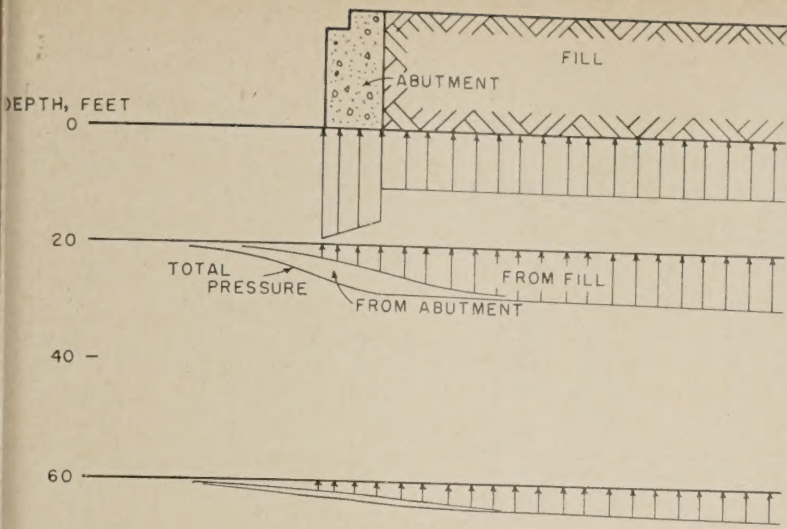 FILL
ABUTMENT
DEPTH, FEET
0
20
TOTAL
PRESSURE
FROM FILL
FROM ABUTMENT
40
60